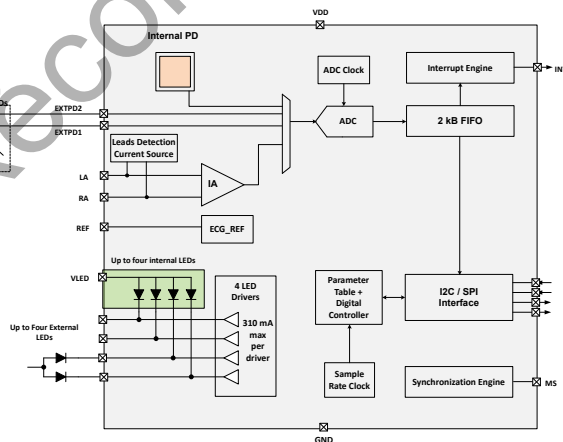 VDD
Internal PD
ADC Clock
Interrupt Engine
EXTPD2
EXTPD1
ADC
2 kB FIFO
Leads Detection
Current Source
LA
RA
IA
REF
ECG_REF
Up to four internal LEDs
VLED
4 LED
Drivers
310 mA
max
per
driver
Up to Four External
LEDs
Parameter
Table +
Digital
Controller
I2C / SPI
Interface
Sample
Rate Clock
Synchronization Engine
MS
GND